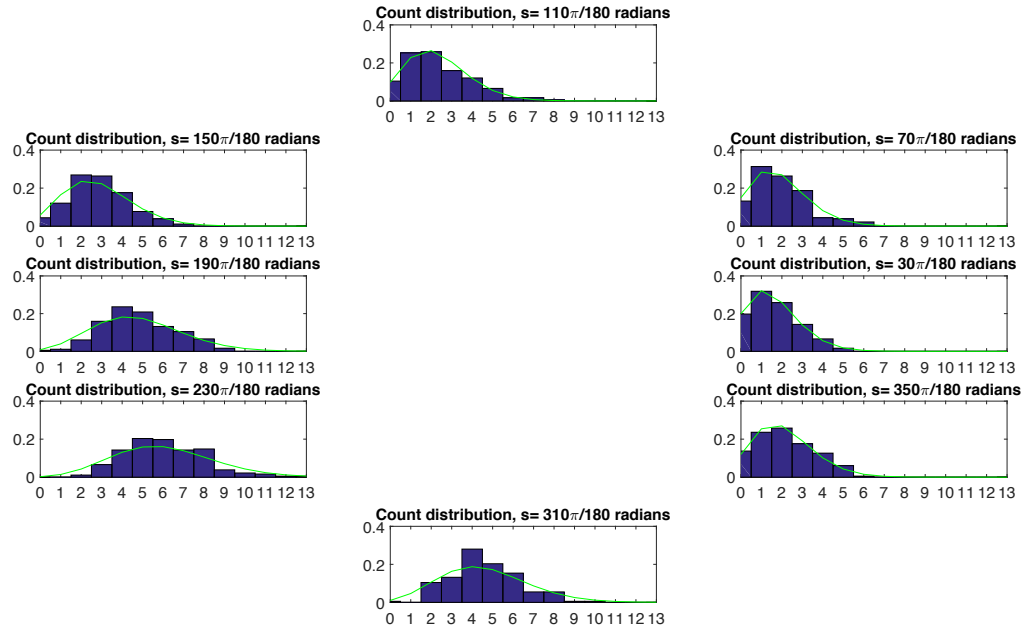 Count distribution, s= 110π/180 radians
0.4
0.2
0
0 1 2 3 4 5 6 7 8 9 10 11 12 13
Count distribution, s= 150π/180 radians
0.4
0.2
0
0 1 2 3 4 5 6 7 8 9 10 11 12 13
Count distribution, s= 70π/180 radians
0.4
0.2
0
0 1 2 3 4 5 6 7 8 9 10 11 12 13
Count distribution, s= 190π/180 radians
0.4
0.2
0
0 1 2 3 4 5 6 7 8 9 10 11 12 13
Count distribution, s= 30π/180 radians
0.4
0.2
0
0 1 2 3 4 5 6 7 8 9 10 11 12 13
Count distribution, s= 230π/180 radians
0.4
0.2
0
0 1 2 3 4 5 6 7 8 9 10 11 12 13
Count distribution, s= 350π/180 radians
0.4
0.2
0
0 1 2 3 4 5 6 7 8 9 10 11 12 13
Count distribution, s= 310π/180 radians
0.4
0.2
0
0 1 2 3 4 5 6 7 8 9 10 11 12 13